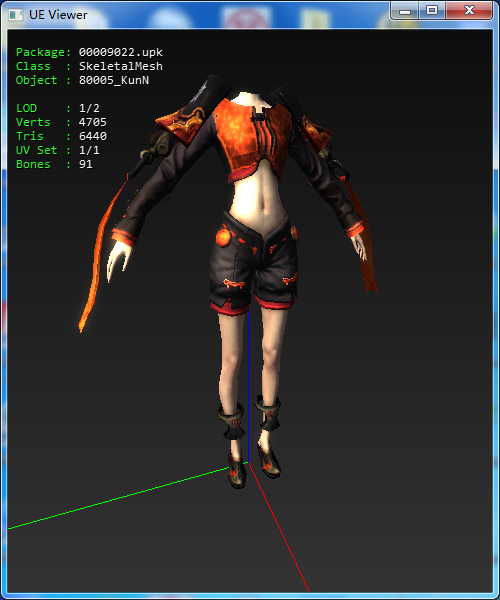 UE Viewer
Package: 00009022.upk
Class : SkeletalMesh
Object : 80005_KunN
LOD : 1/2
Verts : 4705
Tris : 6440
UV Set : 1/1
Bones : 91